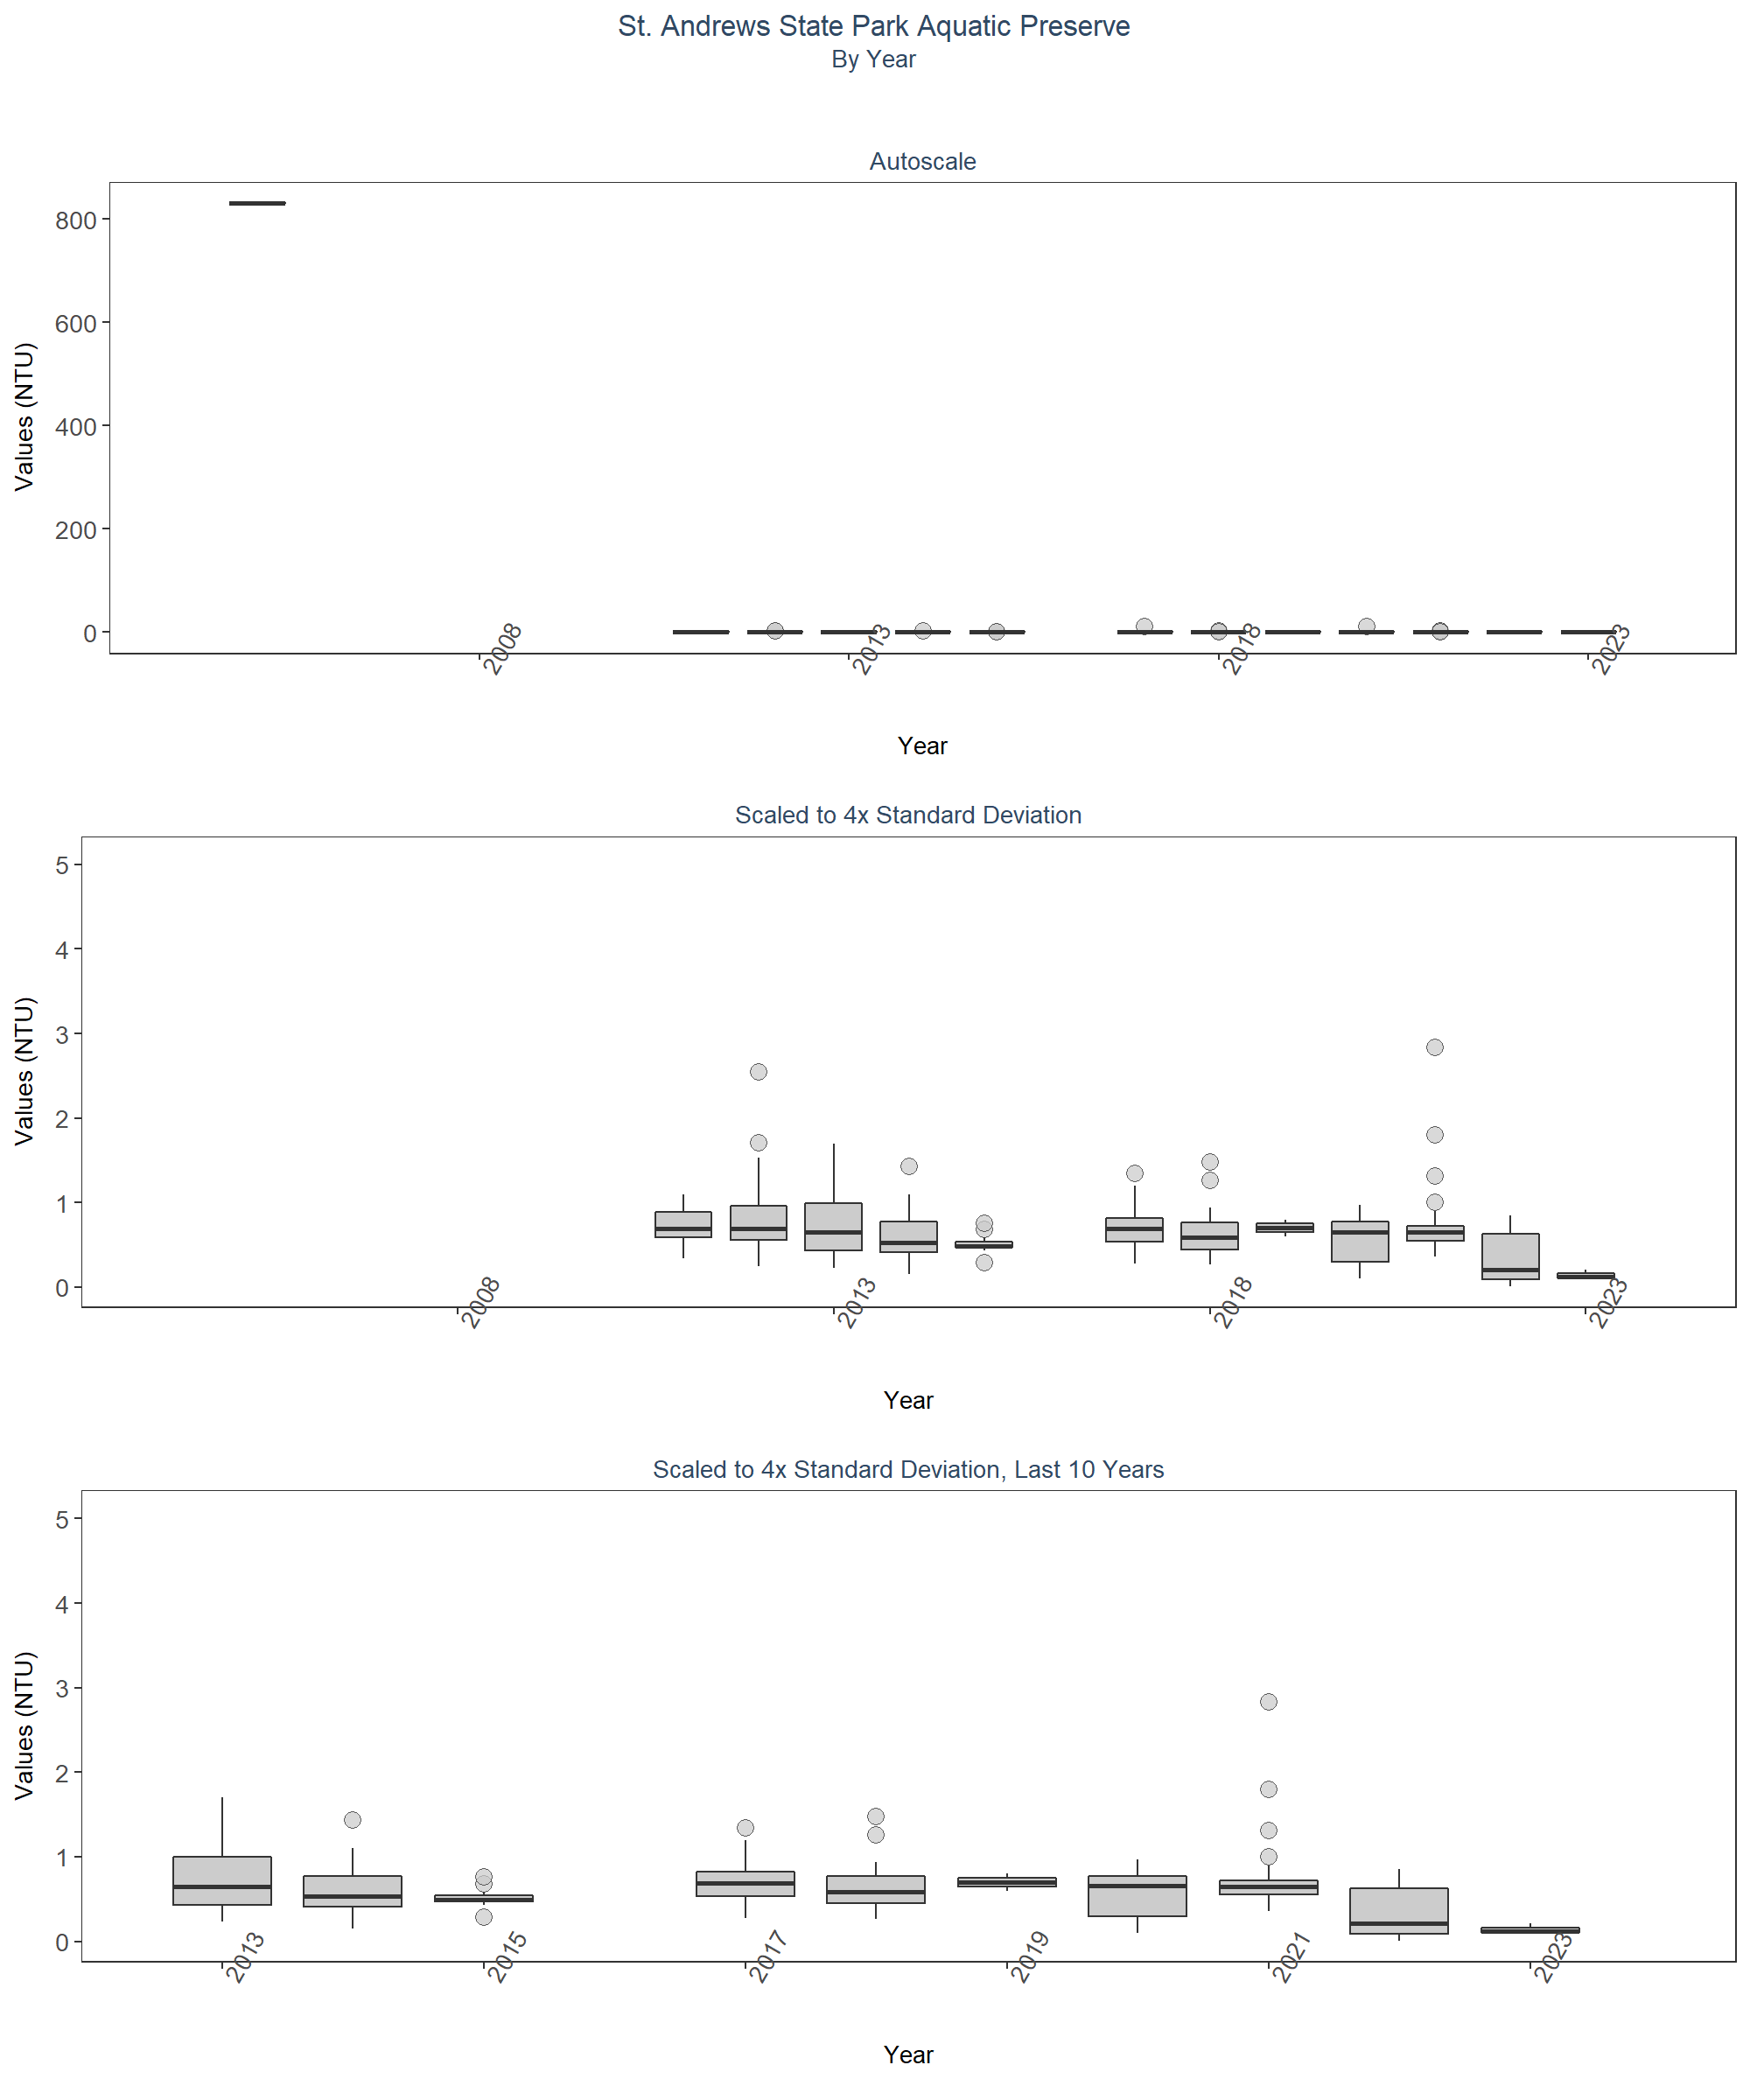 St. Andrews State Park Aquatic Preserve
By Year
Autoscale
Values (NTU)
800
600
400
200
0
2008
2013
2018
2023
Year
Scaled to 4x Standard Deviation
Values (NTU)
5
4
3
2
1
0
2008
2013
2018
2023
Year
Scaled to 4x Standard Deviation, Last 10 Years
Values (NTU)
5
4
3
2
1
0
2013
2015
2017
2019
2021
2023
Year